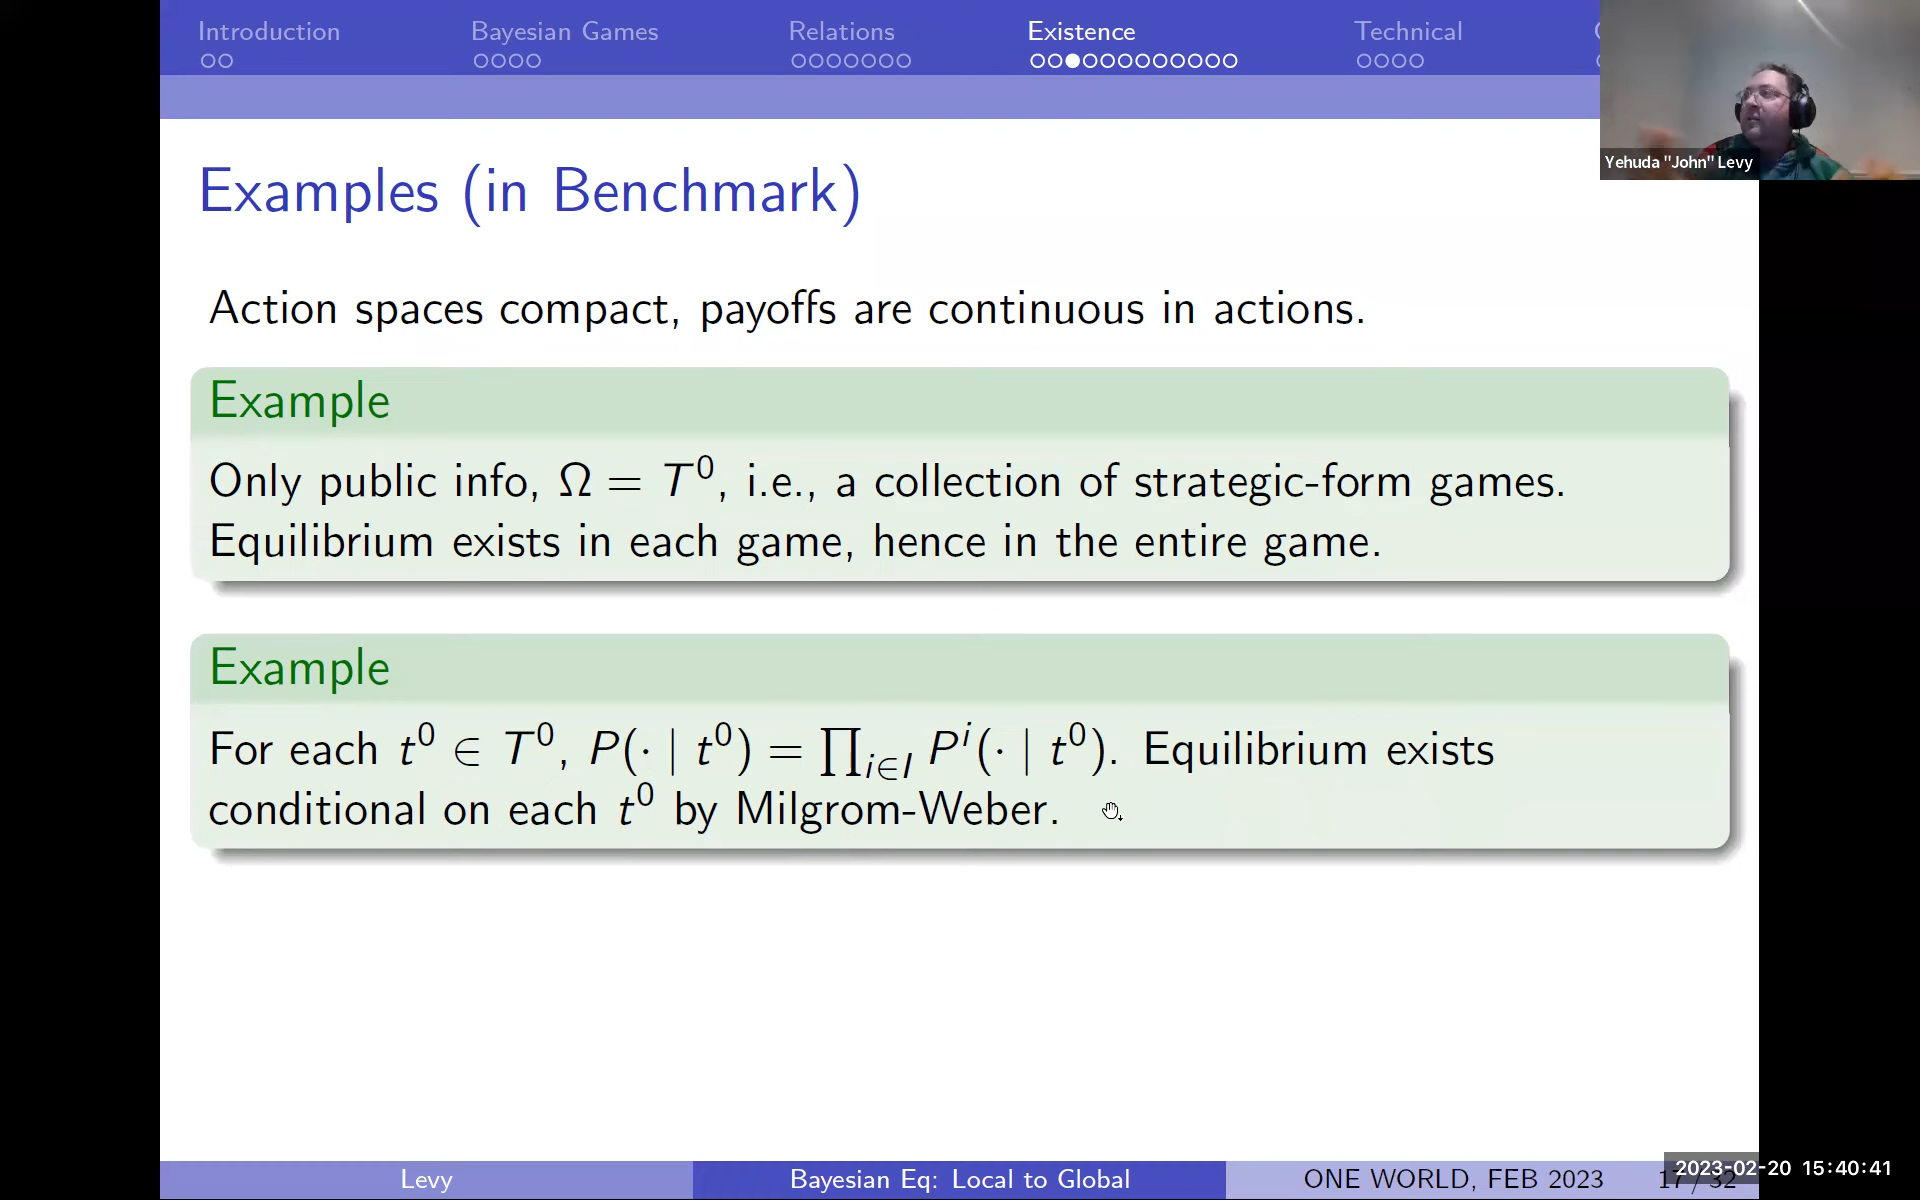 Introduction Bayesian Games Relations Existence Technical
Yehuda "John" Levy
Examples (in Benchmark)
Action spaces compact, payoffs are continuous in actions.
Example
Only public info, Ω = T⁰, i.e., a collection of strategic-form games.
Equilibrium exists in each game, hence in the entire game.
Example
For each t⁰ ∈ T⁰, P(· | t⁰) = ∏_{i∈I} Pⁱ(· | t⁰). Equilibrium exists
conditional on each t⁰ by Milgrom-Weber.
Levy Bayesian Eq: Local to Global ONE WORLD, FEB 2023 17 / 32
2023-02-20 15:40:41